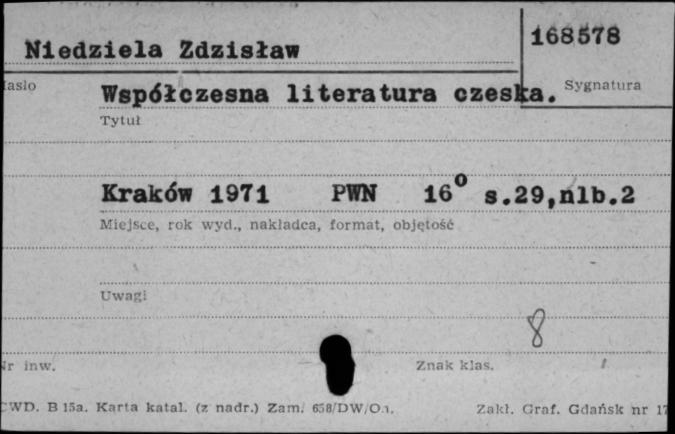 Niedziela Zdzisław
168578
Hasło
Sygnatura
Współczesna literatura czeska.
Tytuł
Kraków 1971 PWN 16° s.29,nlb.2
Miejsce, rok wyd., nakładca, format, objętość
Uwagi
8
Nr inw.
Znak klas.
CWD. B 15a. Karta katal. (z nadr.) Zam. 658/DW/O.
Zakł. Graf. Gdańsk nr 17